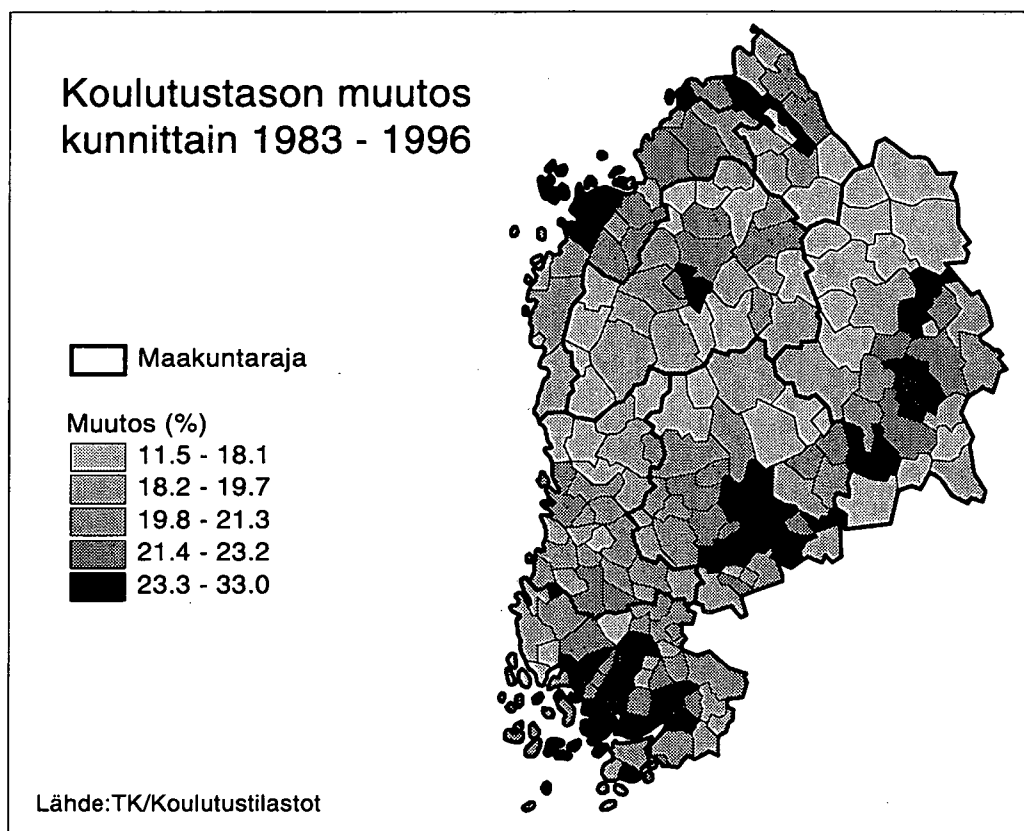 Koulutustason muutos
kunnittain 1983 - 1996
Maakuntaraja
Muutos (%)
11.5 - 18.1
18.2 - 19.7
19.8 - 21.3
21.4 - 23.2
23.3 - 33.0
Lähde:TK/Koulutustilastot